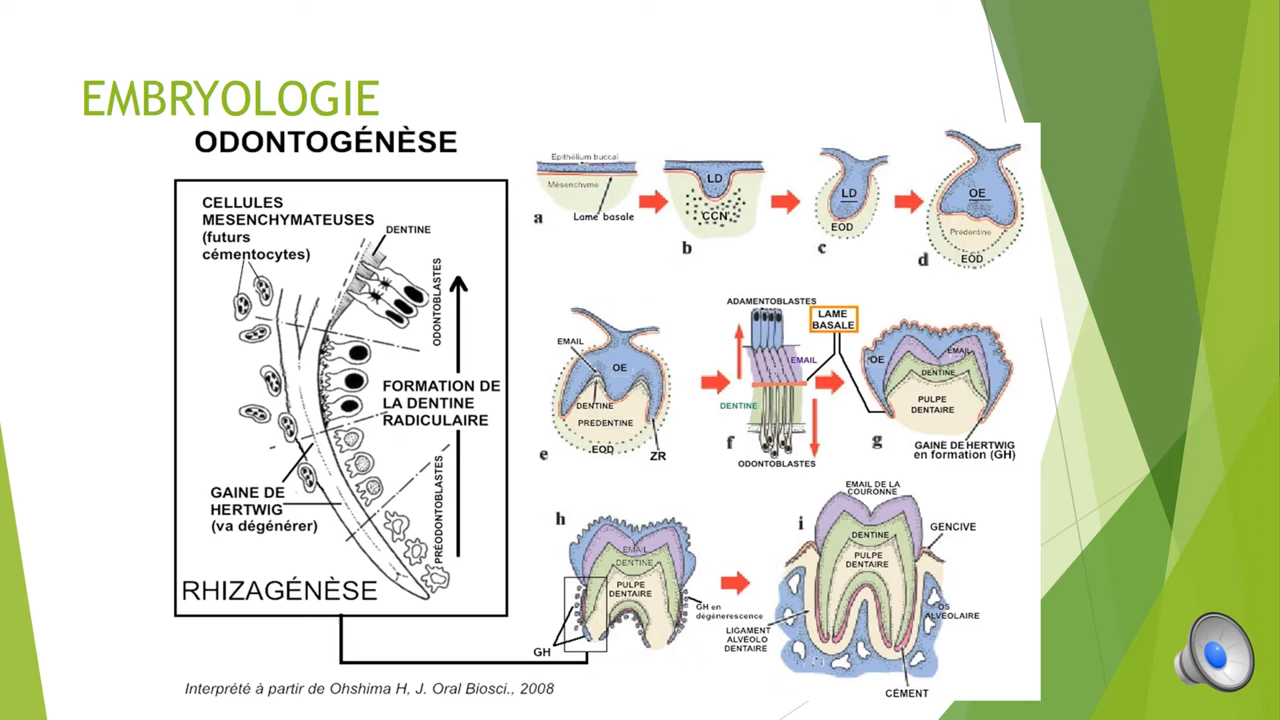 EMBRYOLOGIE
ODONTOGÉNÈSE
CELLULES
MESENCHYMATEUSES
(futurs
cémentocytes)
DENTINE
ODONTOBLASTES
FORMATION DE
LA DENTINE
RADICULAIRE
GAINE DE
HERTWIG
(va dégénérer)
PRÉODONTOBLASTES
RHIZAGÉNÈSE
Epithélium buccal
Mésenchyme
Lame basale
a
LD
CCN
b
LD
EOD
c
OE
Prédentine
EOD
d
EMAIL
OE
DENTINE
PREDENTINE
EOD
ZR
e
ADAMENTOBLASTES
LAME
BASALE
EMAIL
DENTINE
ODONTOBLASTES
f
OE
EMAIL
DENTINE
PULPE
DENTAIRE
GAINE DE HERTWIG
en formation (GH)
g
h
EMAIL
DENTINE
PULPE
DENTAIRE
GH en
dégénerescence
GH
i
EMAIL DE LA
COURONNE
GENCIVE
DENTINE
PULPE
DENTAIRE
OS
ALVÉOLAIRE
LIGAMENT
ALVÉOLO
DENTAIRE
CÉMENT
Interprété à partir de Ohshima H, J. Oral Biosci., 2008